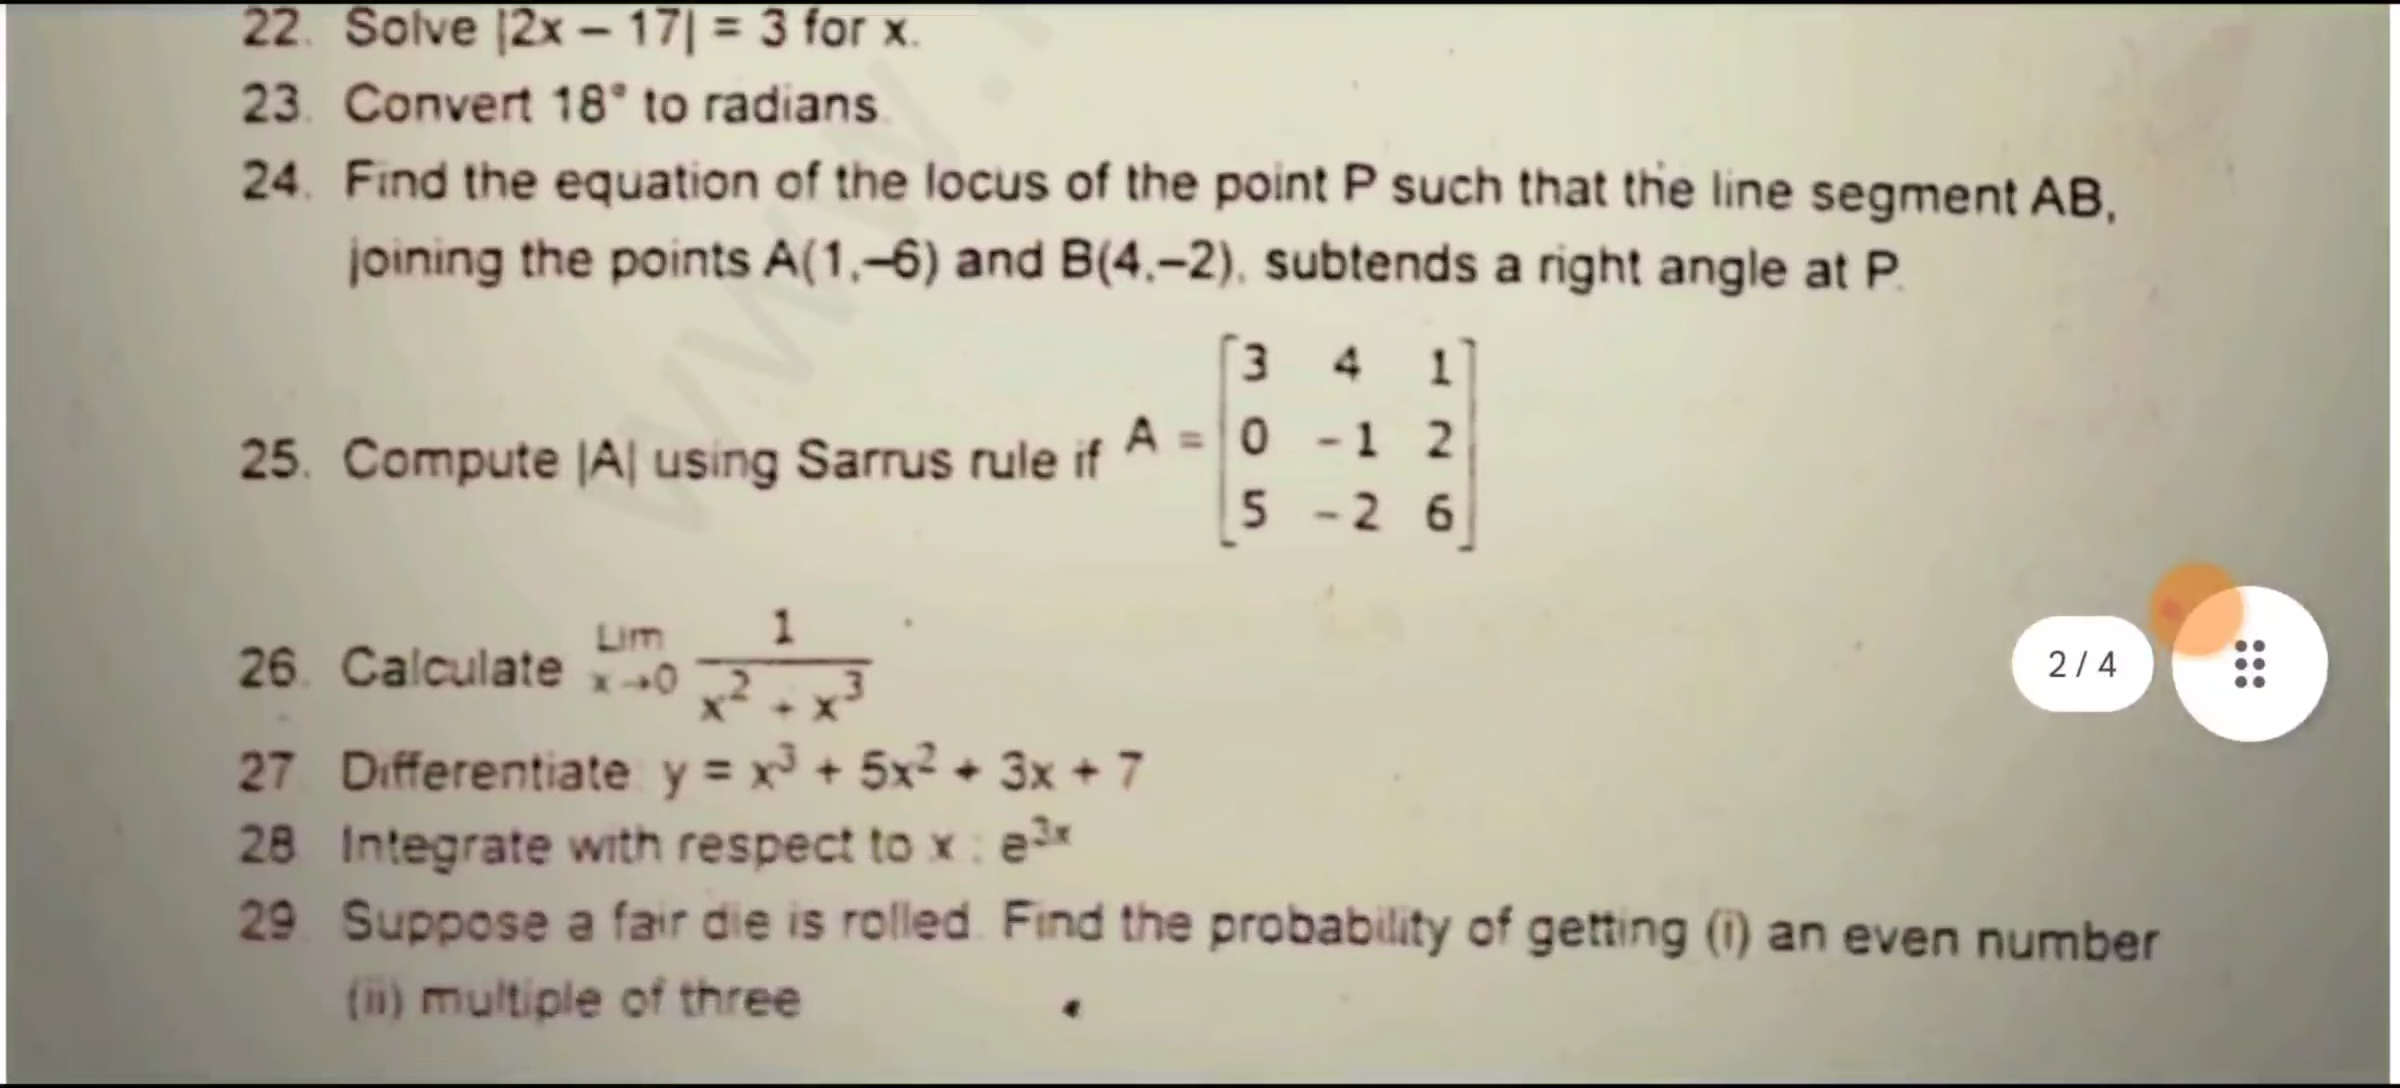 22. Solve |2x – 17| = 3 for x.
23. Convert 18° to radians.
24. Find the equation of the locus of the point P such that the line segment AB,
joining the points A(1,–6) and B(4,–2), subtends a right angle at P.
25. Compute |A| using Sarrus rule if A = [3 4 1
0 -1 2
5 -2 6]
26. Calculate Lim x→0 1 / (x² + x³)
27. Differentiate y = x³ + 5x² + 3x + 7
28. Integrate with respect to x : e³ˣ
29. Suppose a fair die is rolled. Find the probability of getting (i) an even number
(ii) multiple of three
2 / 4